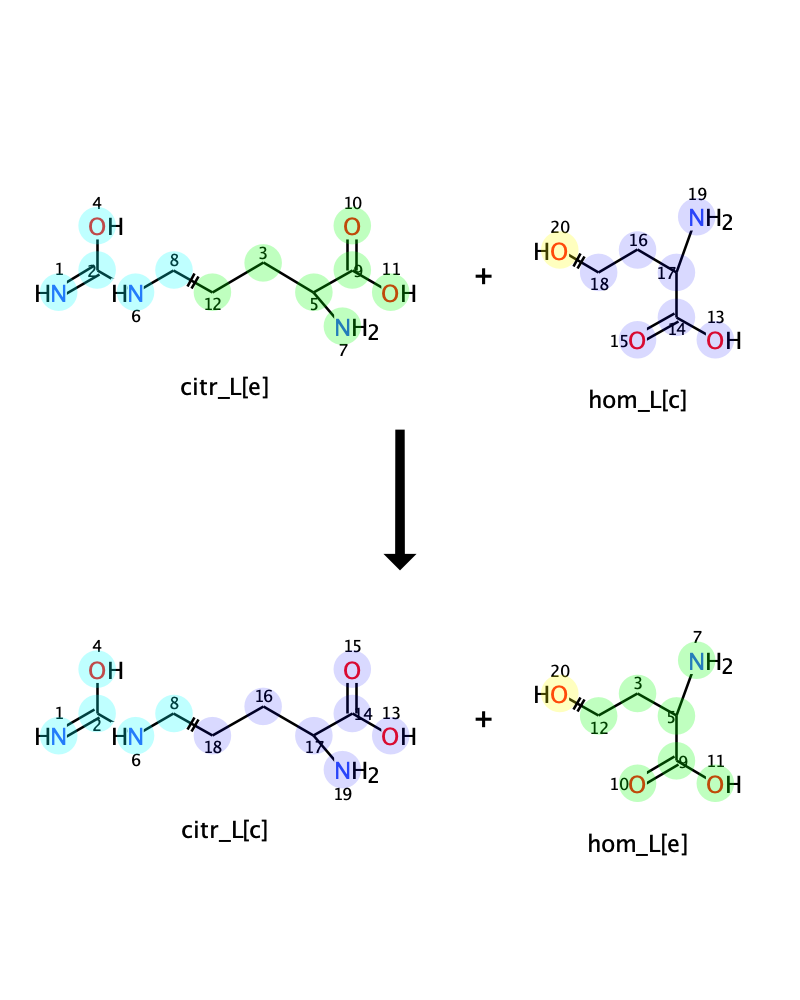 4 OH 1 2 8 HN HN 6 12 3 5 10 O 9 11 OH NH2 7
+
19 NH2 20 HO 16 18 17 13 14 15 O OH
citr_L[e]
hom_L[c]
4 OH 1 2 8 HN HN 6 18 16 17 15 O 14 13 OH NH2 19
+
7 NH2 20 HO 3 12 5 11 9 10 O OH
citr_L[c]
hom_L[e]